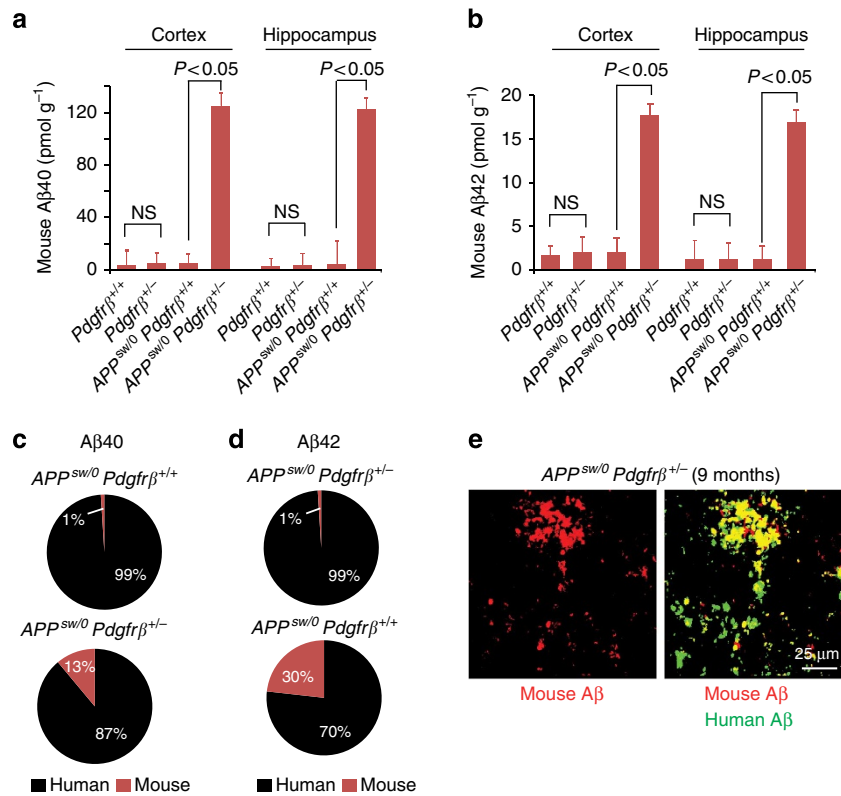 a
Cortex Hippocampus
P<0.05 P<0.05
Mouse Aβ40 (pmol g⁻¹)
120
80
40
0
NS NS
Pdgfrβ+/+ Pdgfrβ+/− APPsw/0 Pdgfrβ+/+ APPsw/0 Pdgfrβ+/− Pdgfrβ+/+ Pdgfrβ+/− APPsw/0 Pdgfrβ+/+ APPsw/0 Pdgfrβ+/−
b
Cortex Hippocampus
P<0.05 P<0.05
Mouse Aβ42 (pmol g⁻¹)
20
15
10
5
0
NS NS
Pdgfrβ+/+ Pdgfrβ+/− APPsw/0 Pdgfrβ+/+ APPsw/0 Pdgfrβ+/− Pdgfrβ+/+ Pdgfrβ+/− APPsw/0 Pdgfrβ+/+ APPsw/0 Pdgfrβ+/−
c Aβ40
APPsw/0 Pdgfrβ+/+
1%
99%
APPsw/0 Pdgfrβ+/−
13%
87%
Human Mouse
d Aβ42
APPsw/0 Pdgfrβ+/−
1%
99%
APPsw/0 Pdgfrβ+/+
30%
70%
Human Mouse
e
APPsw/0 Pdgfrβ+/− (9 months)
25 μm
Mouse Aβ
Mouse Aβ
Human Aβ